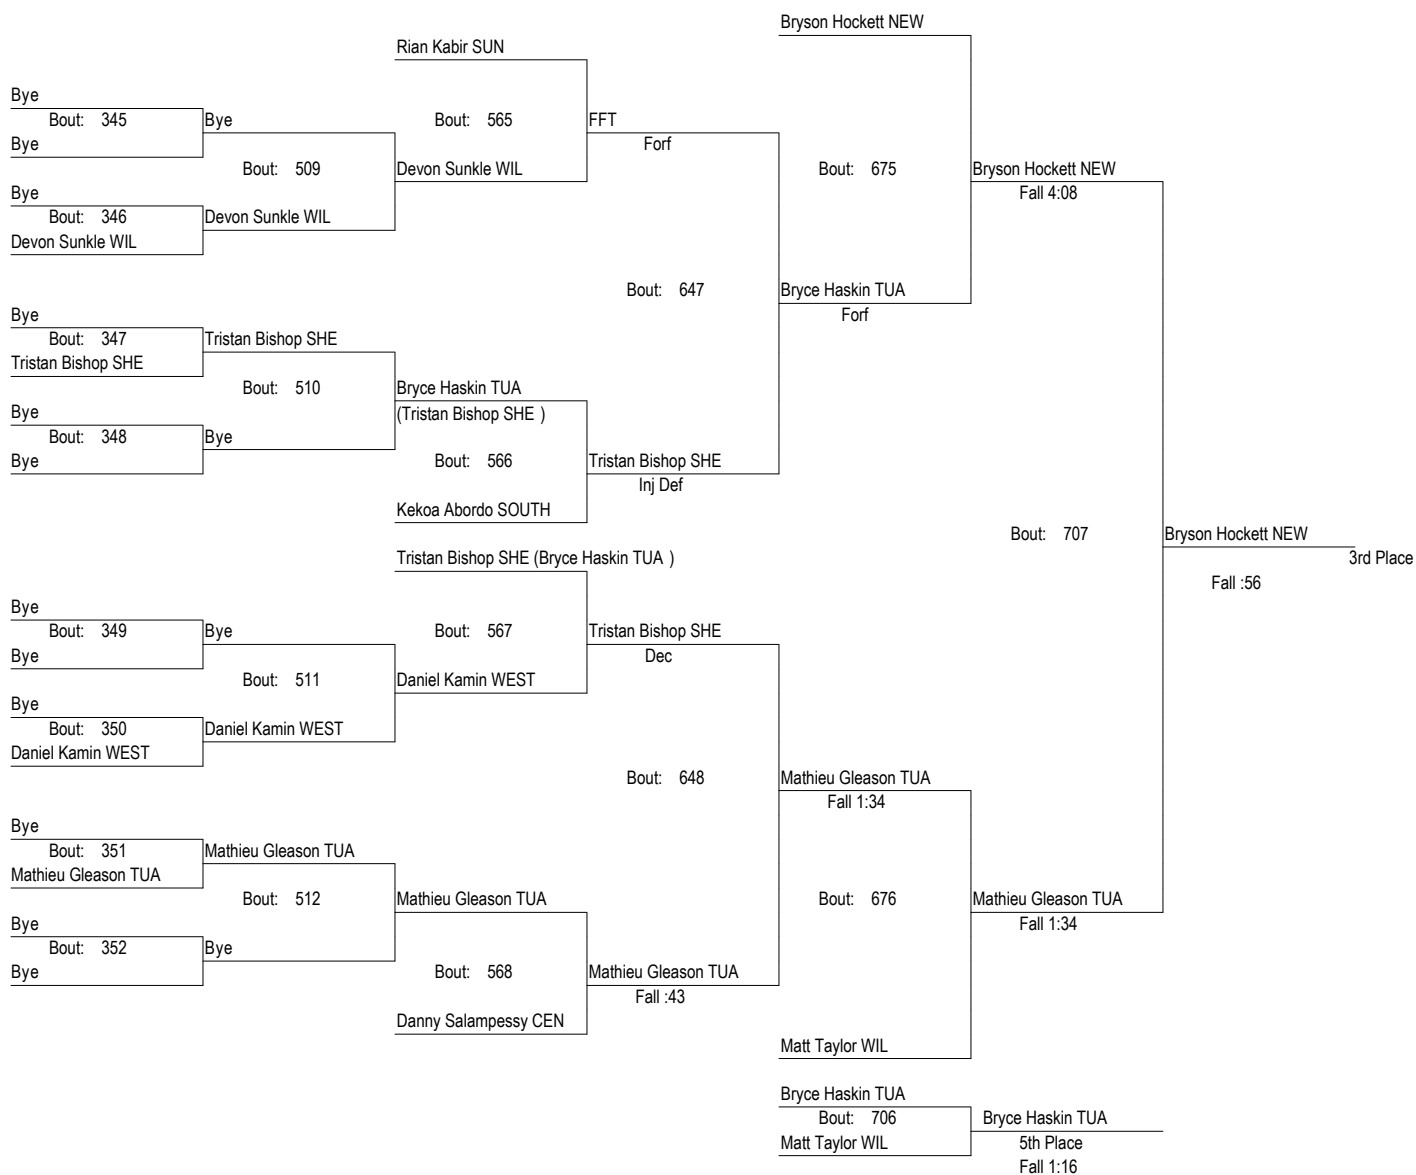 Bryson Hockett NEW
Rian Kabir SUN
Bye
Bout: 345
Bye
Bout: 565
FFT
Bye
Forf
Bout: 509
Devon Sunkle WIL
Bout: 675
Bryson Hockett NEW
Bye
Fall 4:08
Bout: 346
Devon Sunkle WIL
Devon Sunkle WIL
Bout: 647
Bryce Haskin TUA
Bye
Forf
Bout: 347
Tristan Bishop SHE
Tristan Bishop SHE
Bout: 510
Bryce Haskin TUA
Bye
(Tristan Bishop SHE )
Bout: 348
Bye
Bye
Bout: 566
Tristan Bishop SHE
Inj Def
Kekoa Abordo SOUTH
Bout: 707
Bryson Hockett NEW
Tristan Bishop SHE (Bryce Haskin TUA )
3rd Place
Fall :56
Bye
Bout: 349
Bye
Bout: 567
Tristan Bishop SHE
Bye
Dec
Bout: 511
Daniel Kamin WEST
Bye
Bout: 350
Daniel Kamin WEST
Daniel Kamin WEST
Bout: 648
Mathieu Gleason TUA
Fall 1:34
Bye
Bout: 351
Mathieu Gleason TUA
Mathieu Gleason TUA
Bout: 512
Mathieu Gleason TUA
Bout: 676
Mathieu Gleason TUA
Bye
Fall 1:34
Bout: 352
Bye
Bye
Bout: 568
Mathieu Gleason TUA
Fall :43
Danny Salampessy CEN
Matt Taylor WIL
Bryce Haskin TUA
Bout: 706
Bryce Haskin TUA
Matt Taylor WIL
5th Place
Fall 1:16